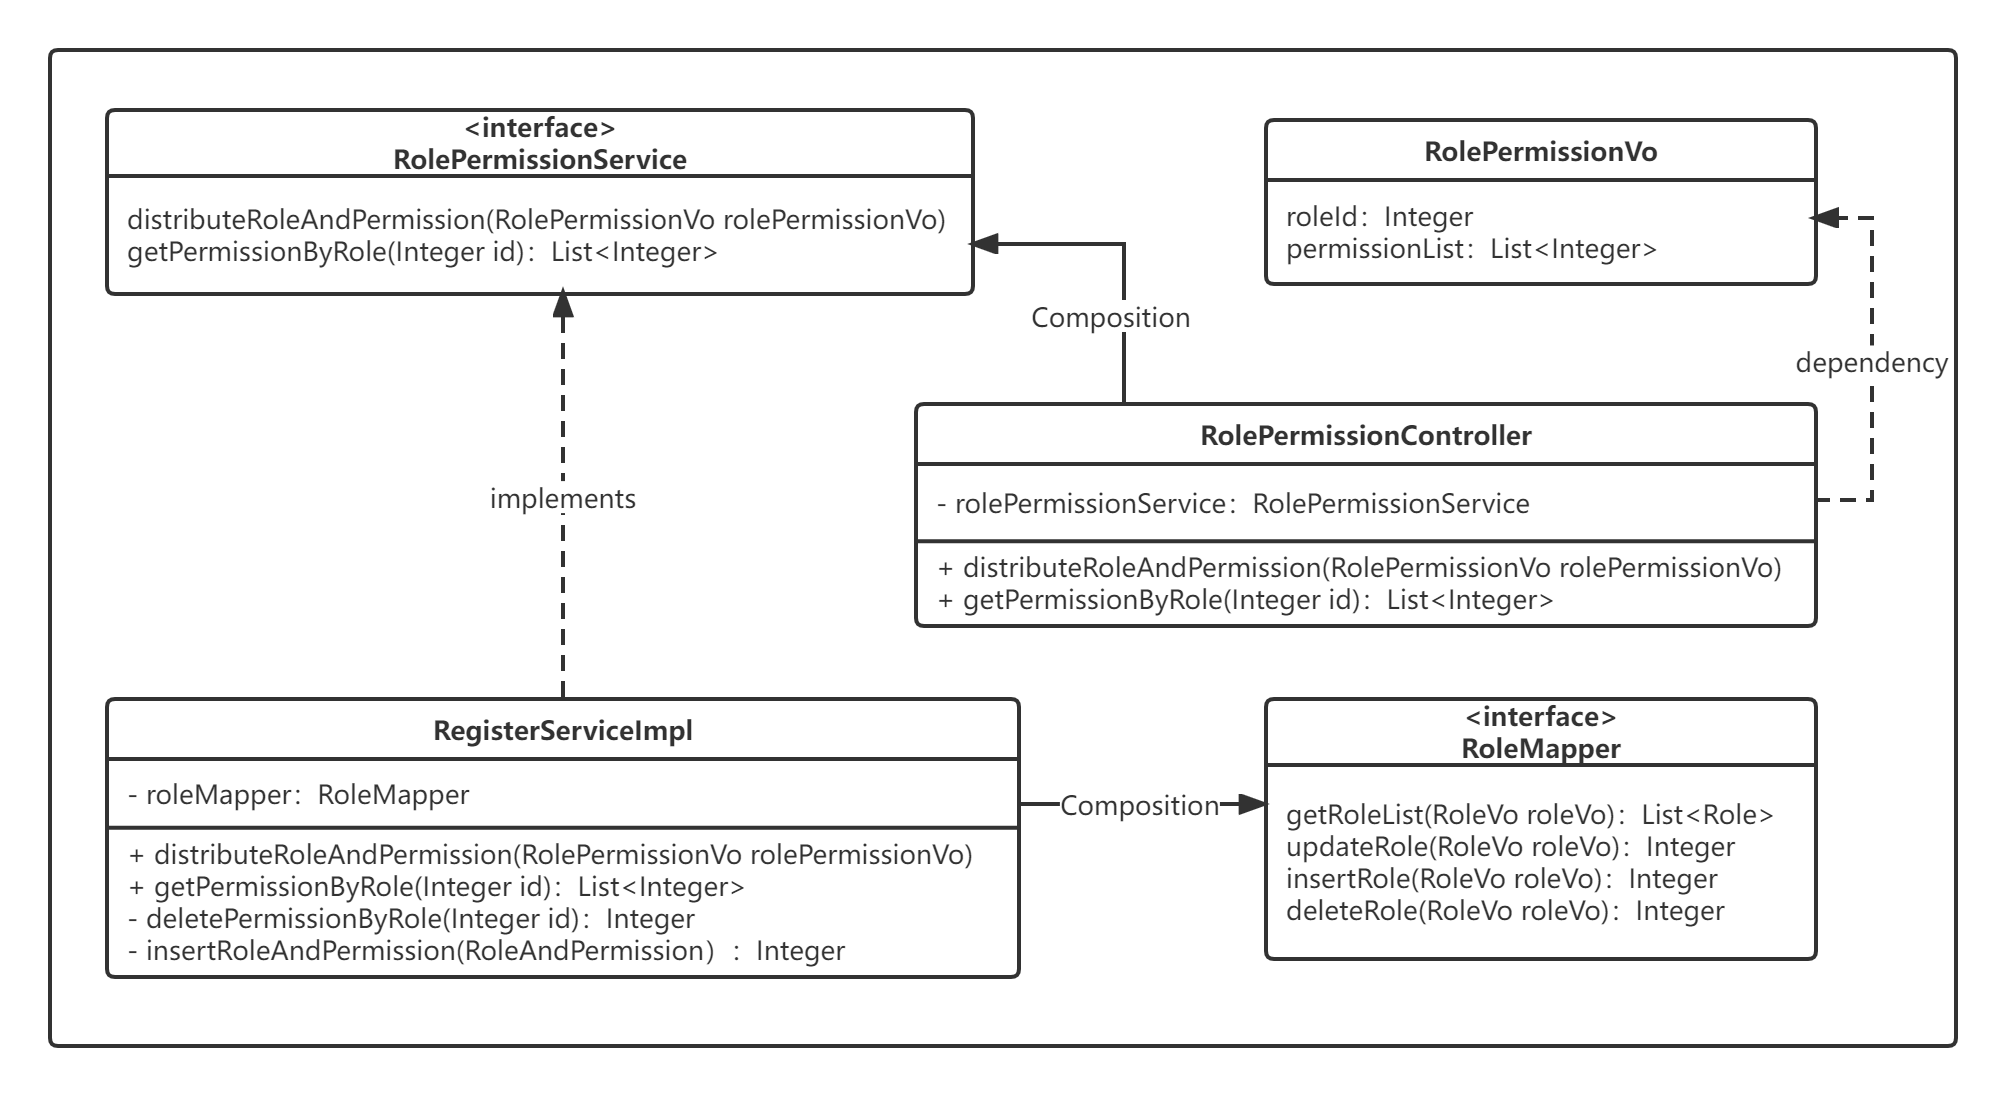 <interface>
RolePermissionService
distributeRoleAndPermission(RolePermissionVo rolePermissionVo)
getPermissionByRole(Integer id)：List<Integer>
RolePermissionVo
roleId：Integer
permissionList：List<Integer>
Composition
dependency
RolePermissionController
- rolePermissionService：RolePermissionService
+ distributeRoleAndPermission(RolePermissionVo rolePermissionVo)
+ getPermissionByRole(Integer id)：List<Integer>
implements
RegisterServiceImpl
- roleMapper：RoleMapper
+ distributeRoleAndPermission(RolePermissionVo rolePermissionVo)
+ getPermissionByRole(Integer id)：List<Integer>
- deletePermissionByRole(Integer id)：Integer
- insertRoleAndPermission(RoleAndPermission）：Integer
Composition
<interface>
RoleMapper
getRoleList(RoleVo roleVo)：List<Role>
updateRole(RoleVo roleVo)：Integer
insertRole(RoleVo roleVo)：Integer
deleteRole(RoleVo roleVo)：Integer